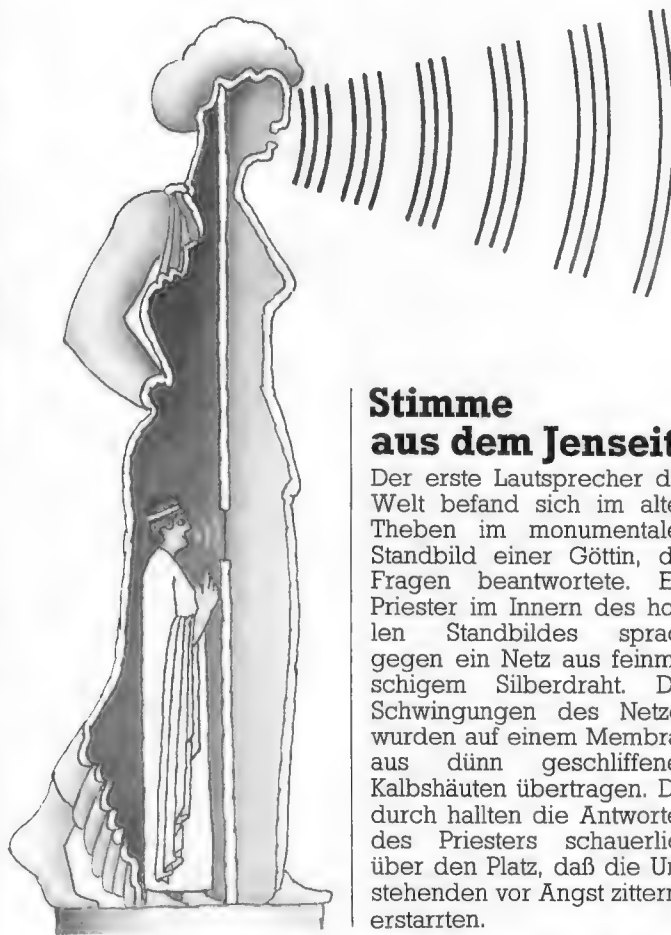 Stimme
aus dem Jenseit
Der erste Lautsprecher d
Welt befand sich im alte
Theben im monumentale
Standbild einer Göttin, d
Fragen beantwortete. E
Priester im Innern des ho
len Standbildes sprac
gegen ein Netz aus feinm
schigem Silberdraht. D
Schwingungen des Netze
wurden auf einem Membra
aus dünn geschliffene
Kalbshäuten übertragen. D
durch hallten die Antworte
des Priesters schauerlic
über den Platz, daß die Un
stehenden vor Angst zittern
erstarrten.